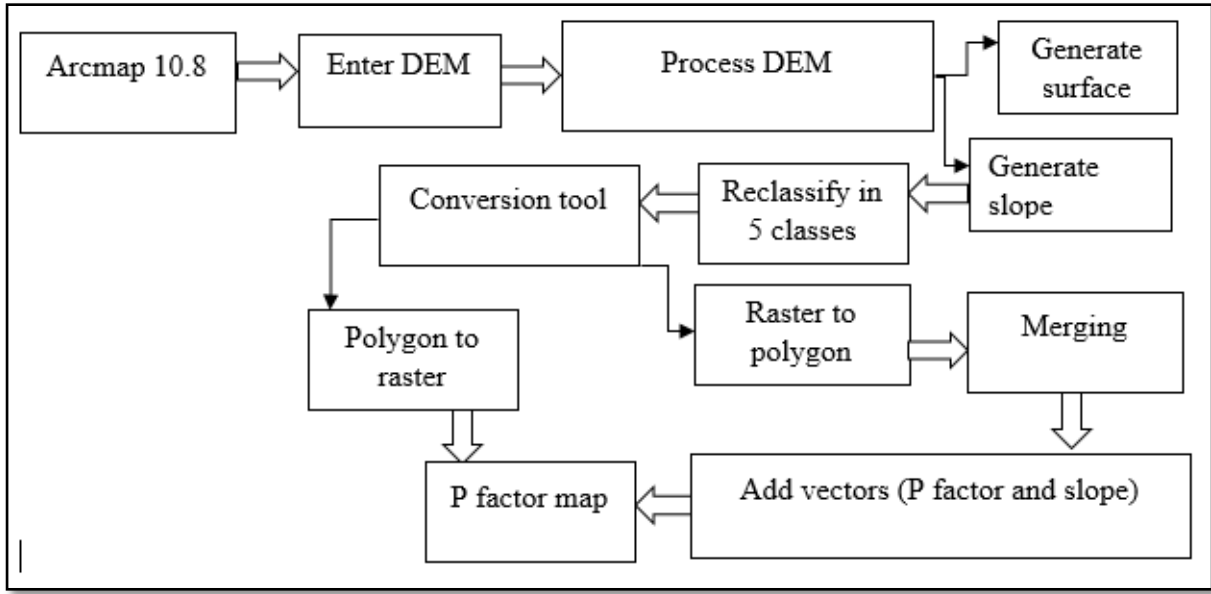 Arcmap 10.8
Enter DEM
Process DEM
Generate
surface
Generate
slope
Reclassify in
5 classes
Conversion tool
Polygon to
raster
Raster to
polygon
Merging
Add vectors (P factor and slope)
P factor map